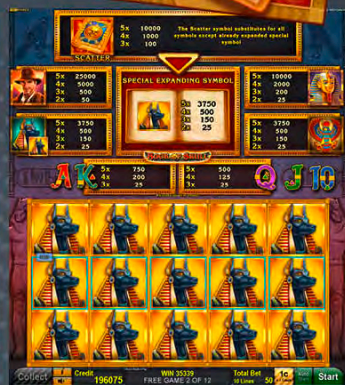 5x 10000
4x 1000
3x 100
The Scatter symbol substitutes for all
symbols except already expanded special
symbol
SCATTER
5x 25000
4x 5000
3x 500
2x 50
SPECIAL EXPANDING SYMBOL
5x 3750
4x 500
3x 150
2x 25
5x 10000
4x 2000
3x 200
2x 25
5x 3750
4x 500
3x 150
2x 25
5x 3750
4x 500
3x 150
2x 25
A K
5x 750
4x 200
3x 25
5x 500
4x 125
3x 25
Q J 10
Collect
Credit
196075
WIN 35339
FREE GAME 2 OF 12
Total Bet
10 Lines 50
1¢
Start